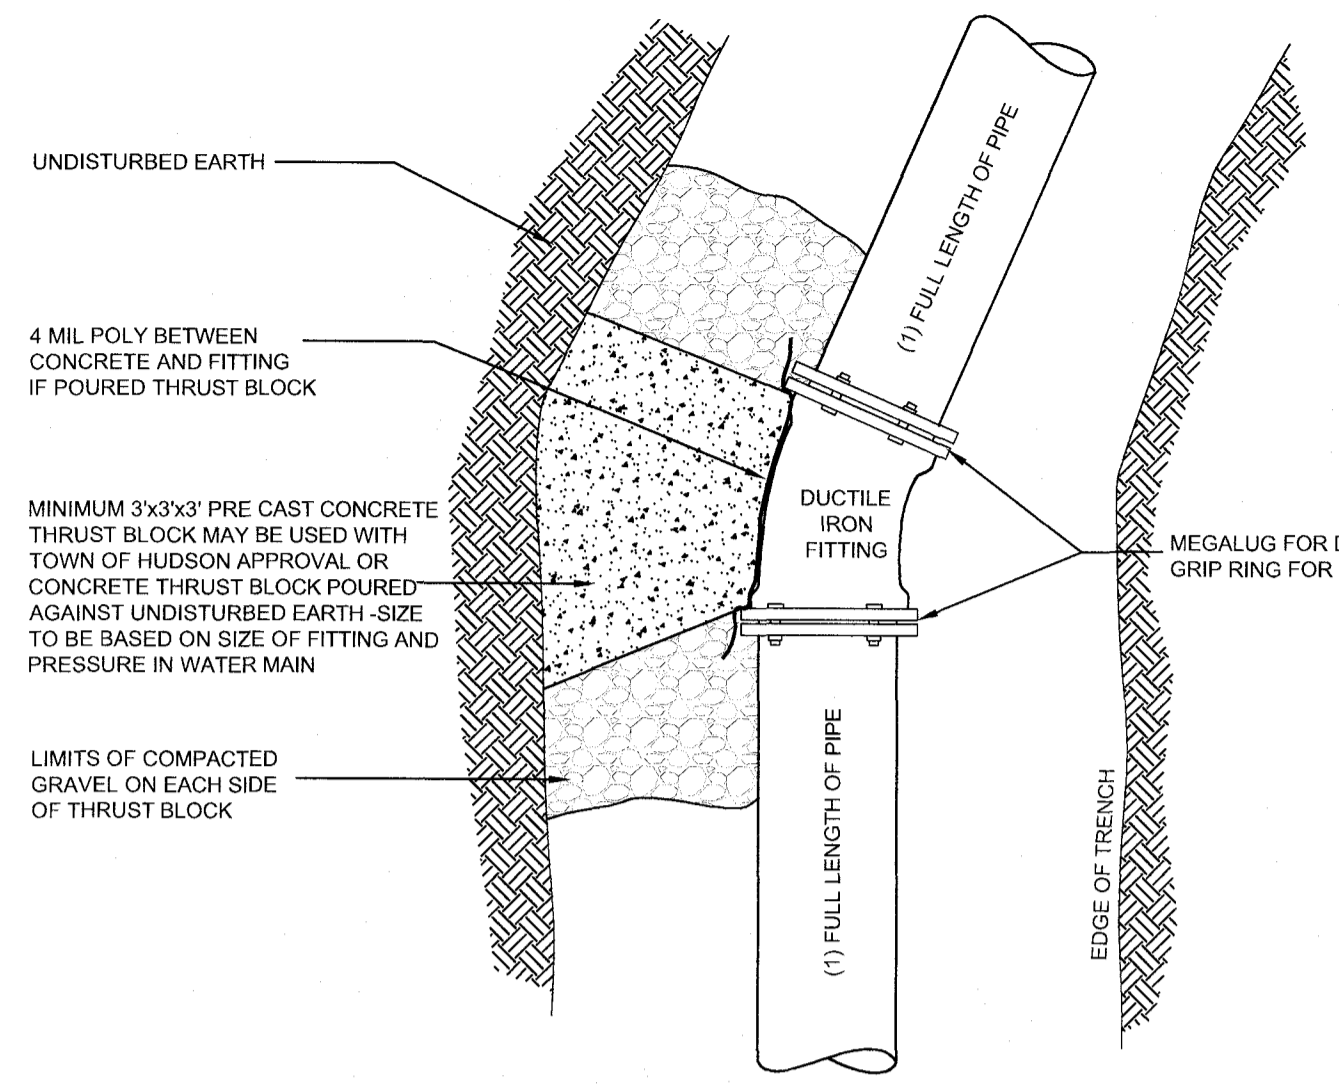 UNDISTURBED EARTH
4 MIL POLY BETWEEN
CONCRETE AND FITTING
IF POURED THRUST BLOCK
MINIMUM 3'x3'x3' PRE CAST CONCRETE
THRUST BLOCK MAY BE USED WITH
TOWN OF HUDSON APPROVAL OR
CONCRETE THRUST BLOCK POURED
AGAINST UNDISTURBED EARTH -SIZE
TO BE BASED ON SIZE OF FITTING AND
PRESSURE IN WATER MAIN
LIMITS OF COMPACTED
GRAVEL ON EACH SIDE
OF THRUST BLOCK
(1) FULL LENGTH OF PIPE
DUCTILE
IRON
FITTING
(1) FULL LENGTH OF PIPE
MEGALUG FOR
GRIP RING FOR
EDGE OF TRENCH